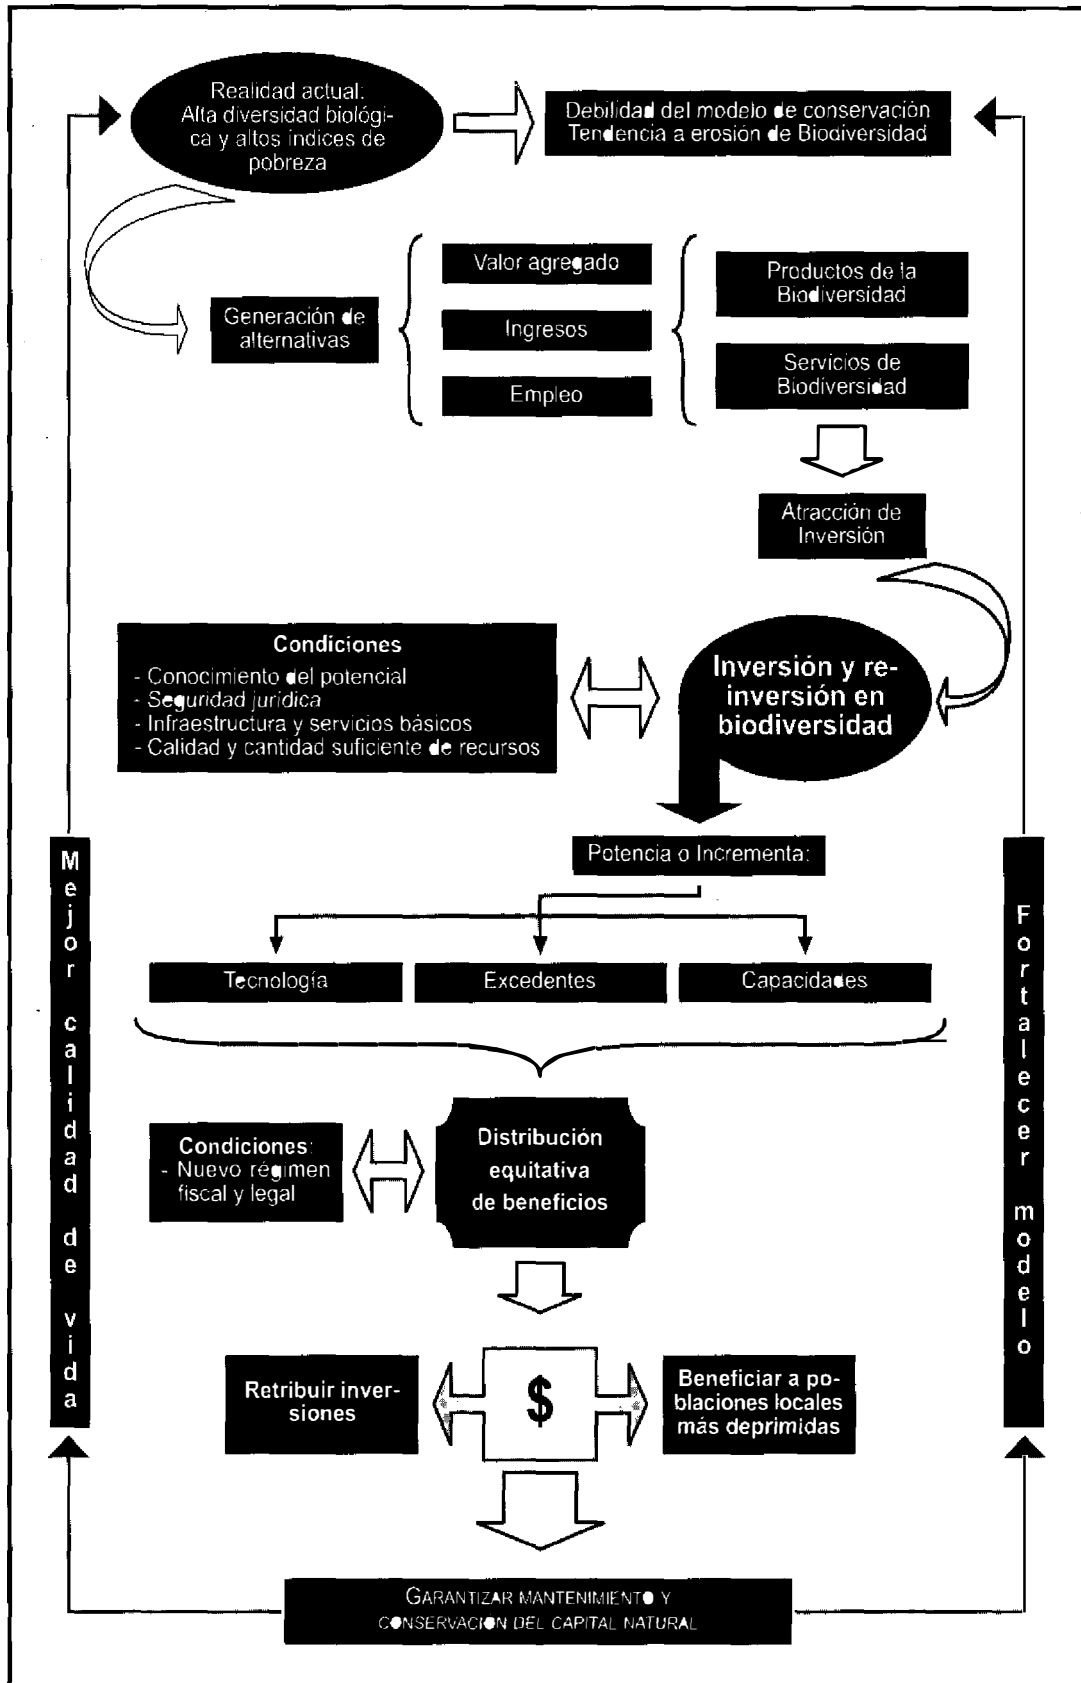 Realidad actual:
Alta diversidad biológi-
ca y altos índices de
pobreza
Debilidad del modelo de conservación
Tendencia a erosión de Biodiversidad
Generación de
alternativas
Valor agregado
Ingresos
Empleo
Productos de la
Biodiversidad
Servicios de
Biodiversidad
Atracción de
Inversión
Condiciones
- Conocimiento del potencial
- Seguridad jurídica
- Infraestructura y servicios básicos
- Calidad y cantidad suficiente de recursos
Inversión y re-
inversión en
biodiversidad
Potencia o Incrementa:
Tecnología
Excedentes
Capacidades
Mejor calidad de vida
Fortalecer modelo
Condiciones:
- Nuevo régimen
fiscal y legal
Distribución
equitativa
de beneficios
Retribuir inver-
siones
$
Beneficiar a po-
blaciones locales
más deprimidas
GARANTIZAR MANTENIMIENTO Y
CONSERVACIÓN DEL CAPITAL NATURAL